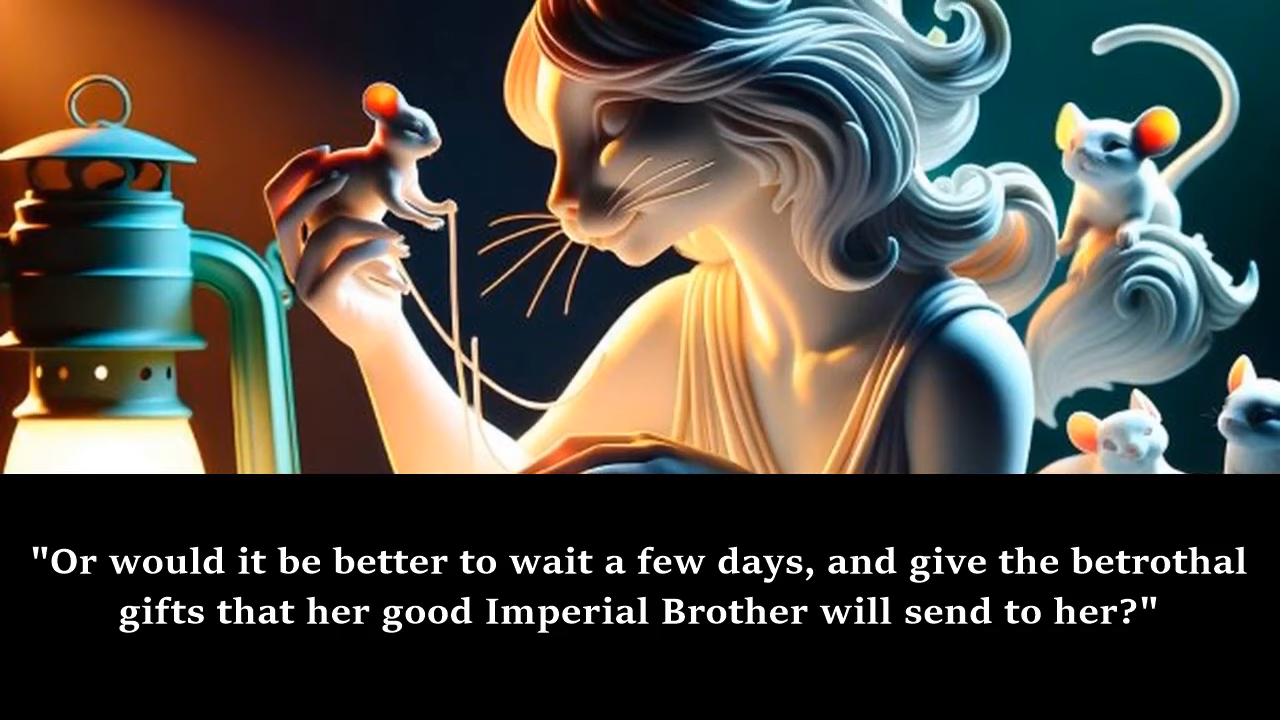 "Or would it be better to wait a few days, and give the betrothal
gifts that her good Imperial Brother will send to her?"